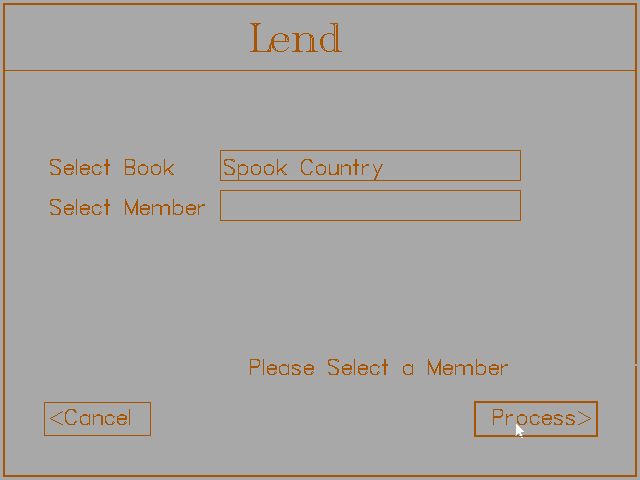 Lend
Select Book Spook Country
Select Member
Please Select a Member
<Cancel Process>